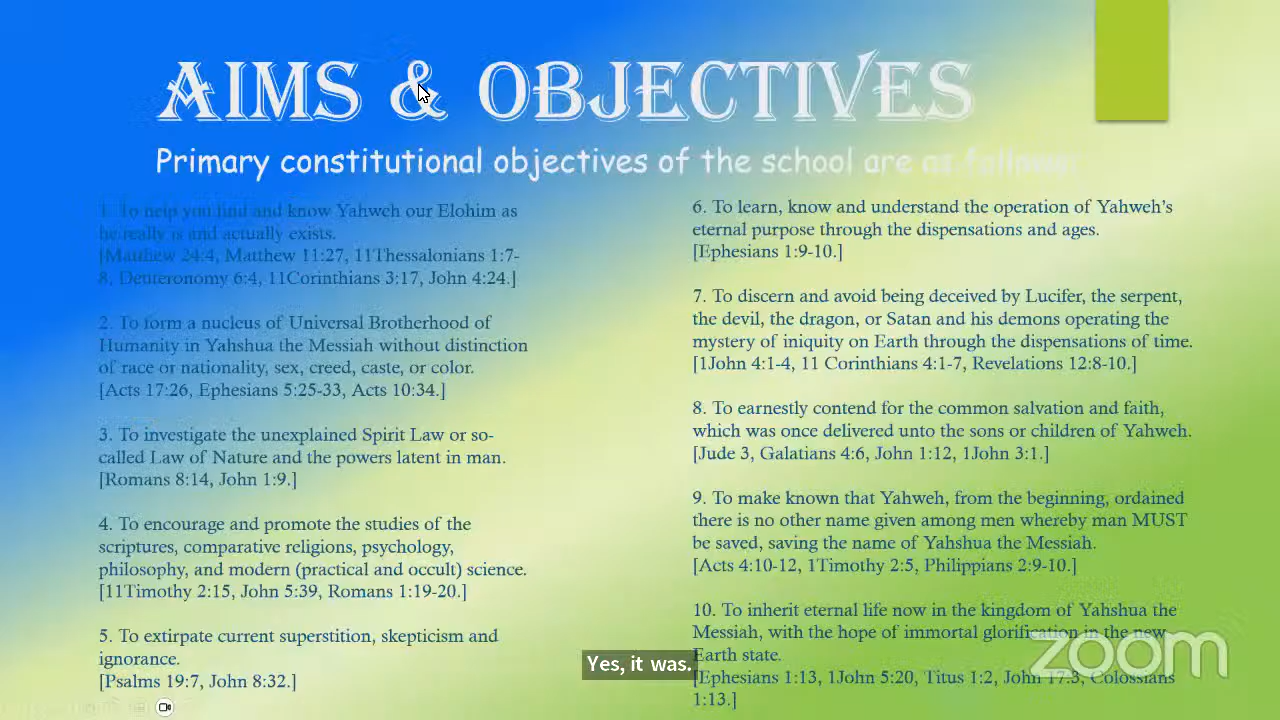 AIMS & OBJECTIVES
Primary constitutional objectives of the school are as follows:
1. To help you find and know Yahweh our Elohim as
he really is and actually exists.
[Matthew 24:4, Matthew 11:27, 11Thessalonians 1:7-
8, Deuteronomy 6:4, 11Corinthians 3:17, John 4:24.]
2. To form a nucleus of Universal Brotherhood of
Humanity in Yahshua the Messiah without distinction
of race or nationality, sex, creed, caste, or color.
[Acts 17:26, Ephesians 5:25-33, Acts 10:34.]
3. To investigate the unexplained Spirit Law or so-
called Law of Nature and the powers latent in man.
[Romans 8:14, John 1:9.]
4. To encourage and promote the studies of the
scriptures, comparative religions, psychology,
philosophy, and modern (practical and occult) science.
[11Timothy 2:15, John 5:39, Romans 1:19-20.]
5. To extirpate current superstition, skepticism and
ignorance.
[Psalms 19:7, John 8:32.]
6. To learn, know and understand the operation of Yahweh's
eternal purpose through the dispensations and ages.
[Ephesians 1:9-10.]
7. To discern and avoid being deceived by Lucifer, the serpent,
the devil, the dragon, or Satan and his demons operating the
mystery of iniquity on Earth through the dispensations of time.
[1John 4:1-4, 11 Corinthians 4:1-7, Revelations 12:8-10.]
8. To earnestly contend for the common salvation and faith,
which was once delivered unto the sons or children of Yahweh.
[Jude 3, Galatians 4:6, John 1:12, 1John 3:1.]
9. To make known that Yahweh, from the beginning, ordained
there is no other name given among men whereby man MUST
be saved, saving the name of Yahshua the Messiah.
[Acts 4:10-12, 1Timothy 2:5, Philippians 2:9-10.]
10. To inherit eternal life now in the kingdom of Yahshua the
Messiah, with the hope of immortal glorification in the new
Earth state.
[Ephesians 1:13, 1John 5:20, Titus 1:2, John 17:3, Colossians
1:13.]
Yes, it was.
zoom